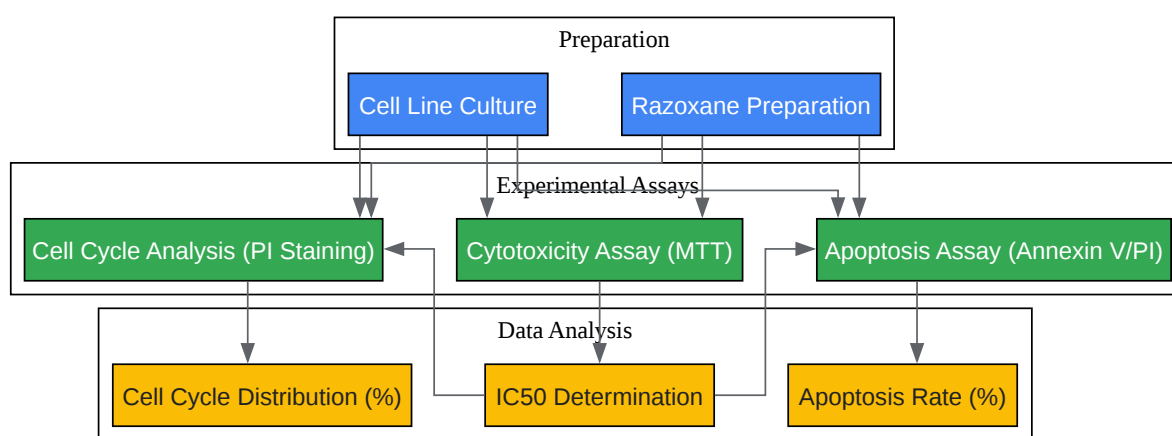 Preparation
Cell Line Culture
Razoxane Preparation
Experimental Assays
Cell Cycle Analysis (PI Staining)
Cytotoxicity Assay (MTT)
Apoptosis Assay (Annexin V/PI)
Data Analysis
Cell Cycle Distribution (%)
IC50 Determination
Apoptosis Rate (%)